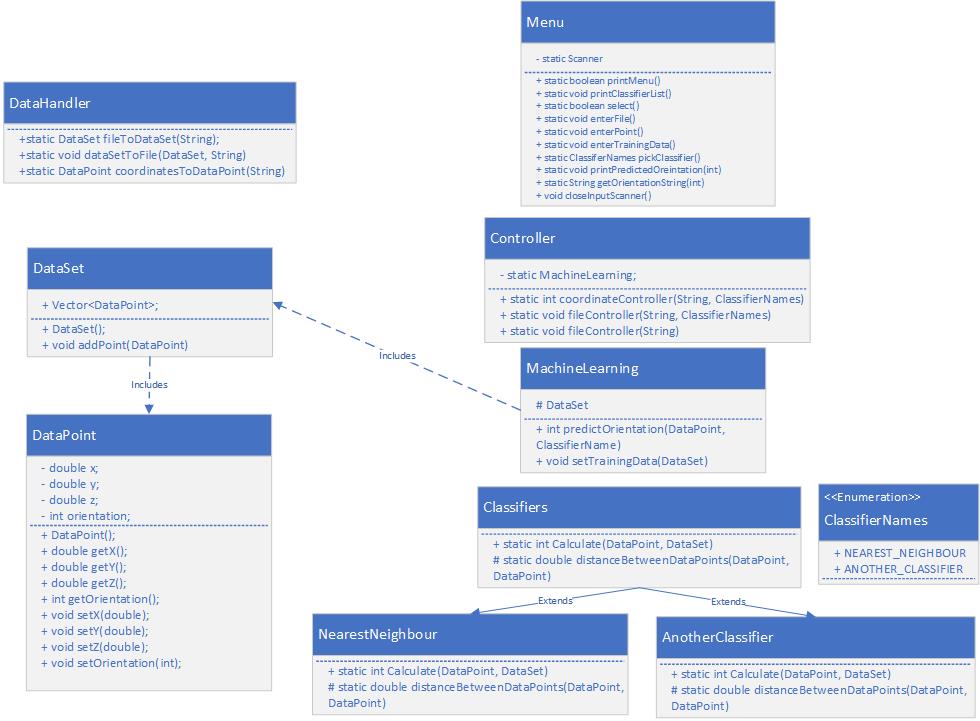 Menu
- static Scanner
+ static boolean printMenu()
+ static void printClassifierList()
+ static boolean select()
+ static void enterFile()
+ static void enterPoint()
+ static void enterTrainingData()
+ static ClassiferNames pickClassifier()
+ static void printPredictedOreintation(int)
+ static String getOrientationString(int)
+ void closeInputScanner()
DataHandler
+static DataSet fileToDataSet(String);
+static void dataSetToFile(DataSet, String)
+static DataPoint coordinatesToDataPoint(String)
Controller
- static MachineLearning;
+ static int coordinateController(String, ClassifierNames)
+ static void fileController(String, ClassifierNames)
+ static void fileController(String)
DataSet
+ Vector<DataPoint>;
+ DataSet();
+ void addPoint(DataPoint)
Includes
Includes
MachineLearning
# DataSet
+ int predictOrientation(DataPoint,
ClassifierName)
+ void setTrainingData(DataSet)
DataPoint
- double x;
- double y;
- double z;
- int orientation;
+ DataPoint();
+ double getX();
+ double getY();
+ double getZ();
+ int getOrientation();
+ void setX(double);
+ void setY(double);
+ void setZ(double);
+ void setOrientation(int);
Classifiers
+ static int Calculate(DataPoint, DataSet)
# static double distanceBetweenDataPoints(DataPoint,
DataPoint)
<<Enumeration>>
ClassifierNames
+ NEAREST_NEIGHBOUR
+ ANOTHER_CLASSIFIER
Extends
Extends
NearestNeighbour
+ static int Calculate(DataPoint, DataSet)
# static double distanceBetweenDataPoints(DataPoint,
DataPoint)
AnotherClassifier
+ static int Calculate(DataPoint, DataSet)
# static double distanceBetweenDataPoints(DataPoint,
DataPoint)